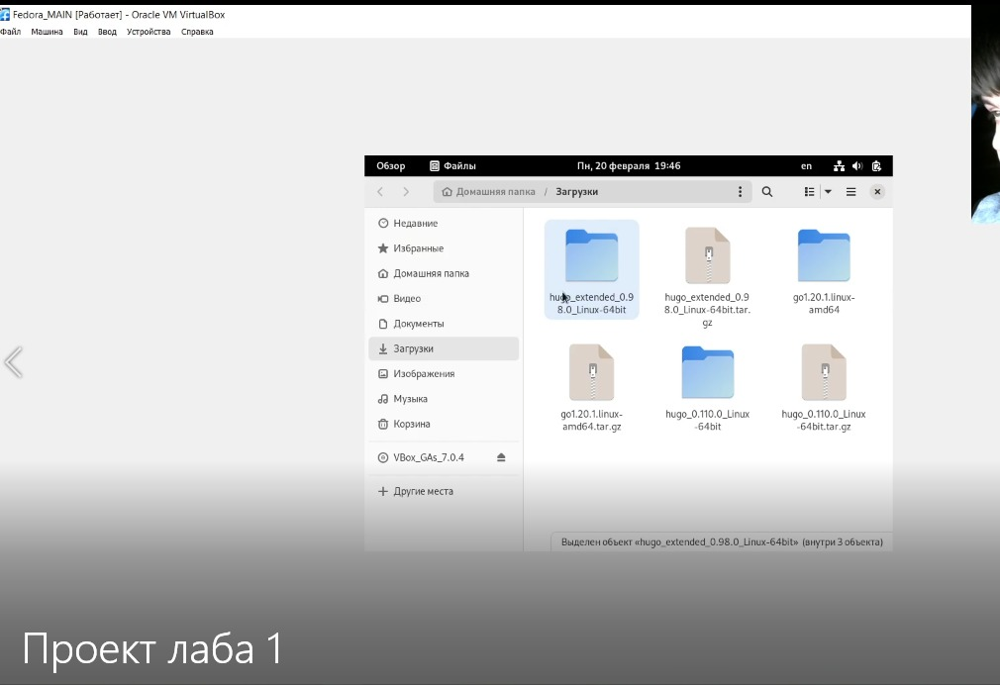 Fedora_MAIN [Работает] - Oracle VM VirtualBox
Файл Машина Вид Ввод Устройства Справка
Обзор Файлы Пн, 20 февраля 19:46 en
Домашняя папка / Загрузки
Недавние
Избранные
Домашняя папка
Видео
Документы
Загрузки
Изображения
Музыка
Корзина
VBox_GAs_7.0.4
Другие места
hugo_extended_0.9
8.0_Linux-64bit
hugo_extended_0.9
8.0_Linux-64bit.tar.
gz
go1.20.1.linux-
amd64
go1.20.1.linux-
amd64.tar.gz
hugo_0.110.0_Linux
-64bit
hugo_0.110.0_Linux
-64bit.tar.gz
Выделен объект «hugo_extended_0.98.0_Linux-64bit» (внутри 3 объекта)
Проект лаба 1